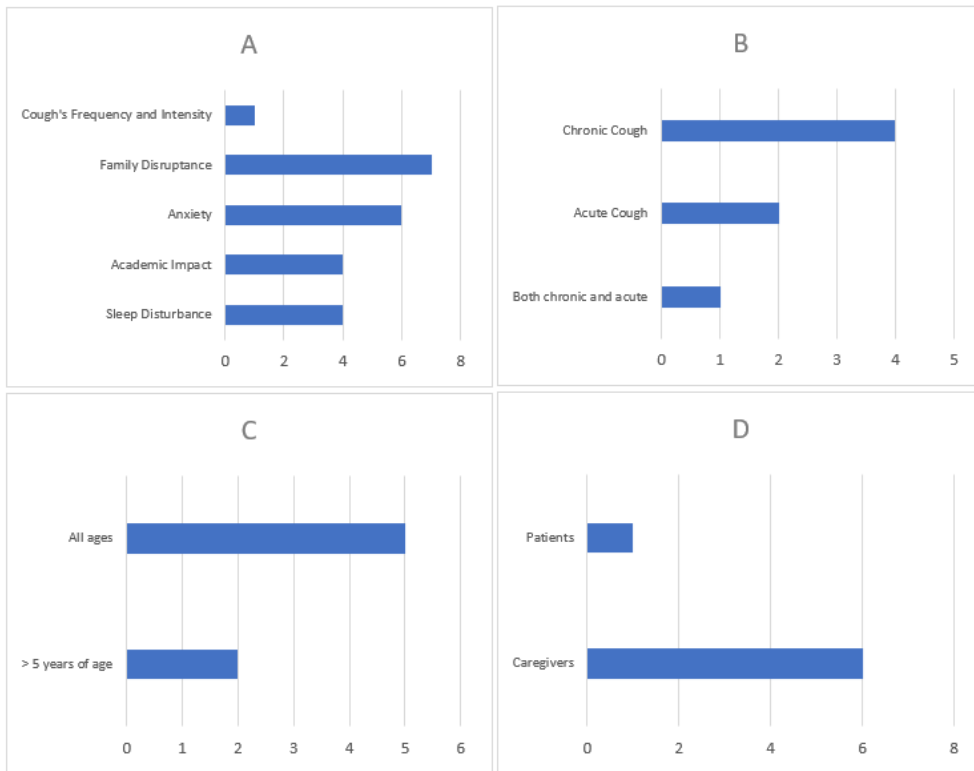 A
Cough's Frequency and Intensity
Family Disruptance
Anxiety
Academic Impact
Sleep Disturbance
0 2 4 6 8
B
Chronic Cough
Acute Cough
Both chronic and acute
0 1 2 3 4 5
C
All ages
> 5 years of age
0 1 2 3 4 5 6
D
Patients
Caregivers
0 2 4 6 8